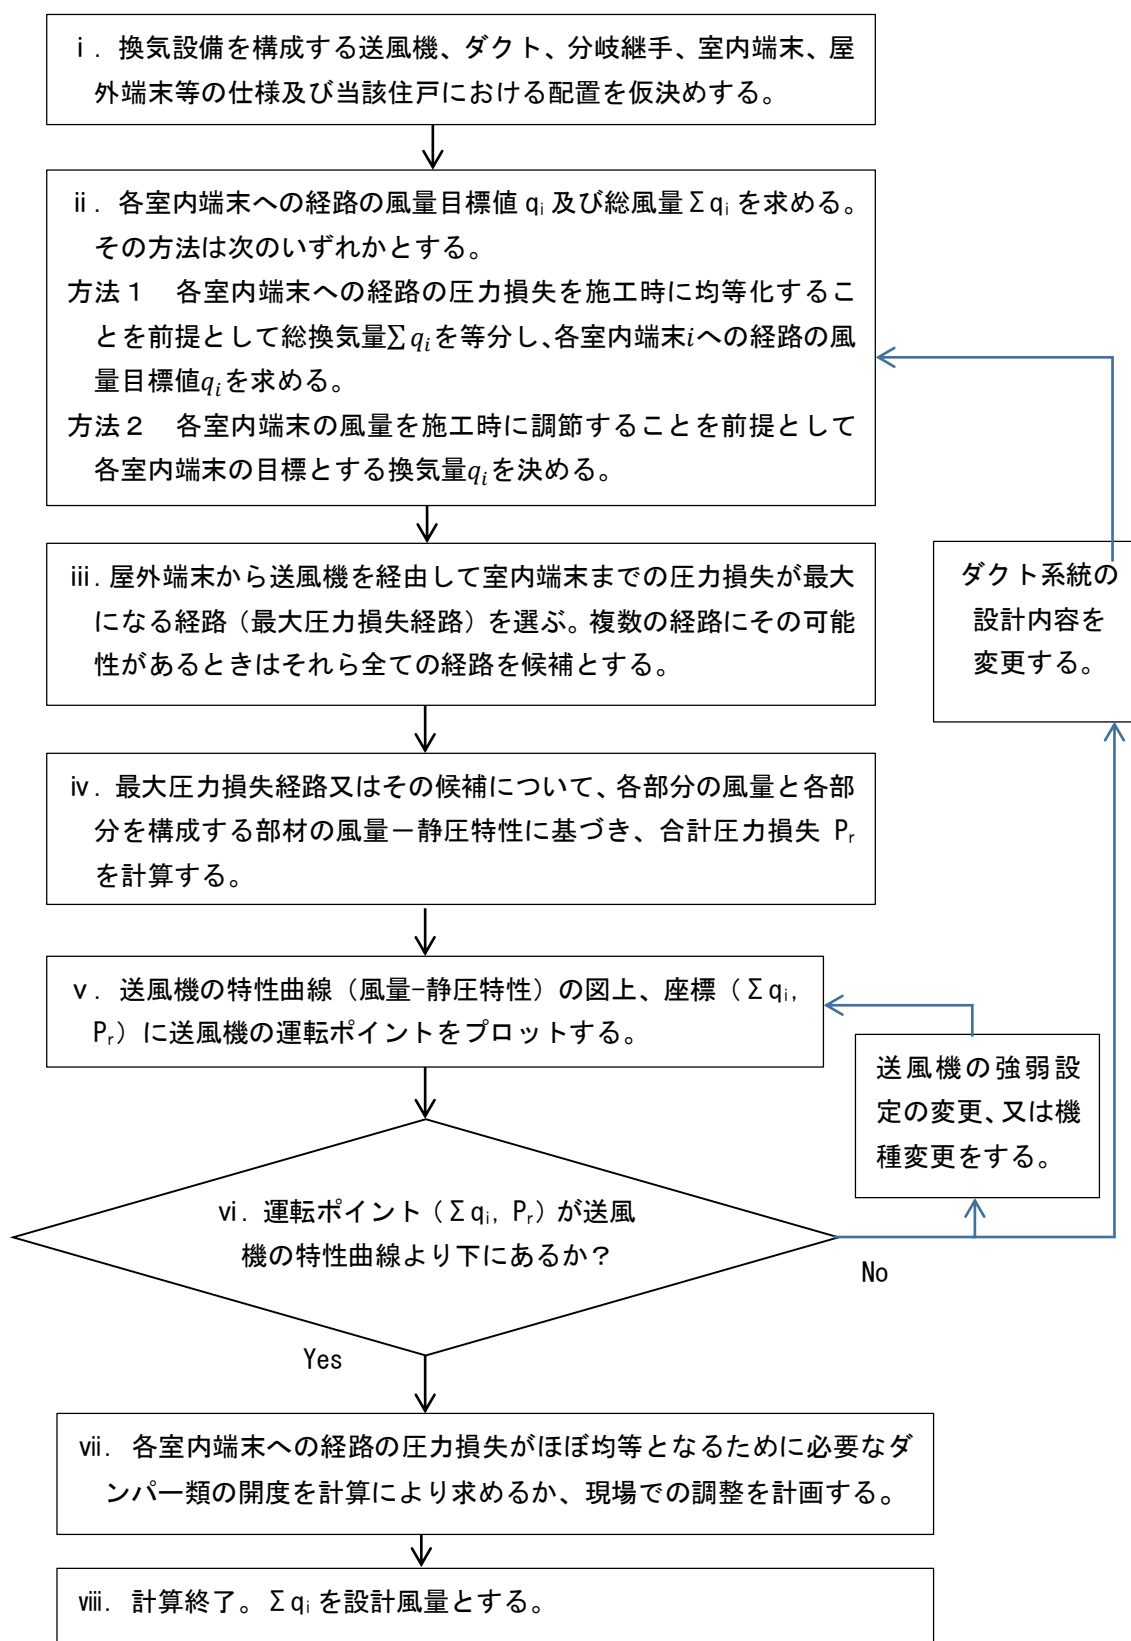 ⅰ. 換気設備を構成する送風機、ダクト、分岐継手、室内端末、屋
外端末等の仕様及び当該住戸における配置を仮決めする。
ⅱ. 各室内端末への経路の風量目標値 qi 及び総風量 Σqi を求める。
その方法は次のいずれかとする。
方法１ 各室内端末への経路の圧力損失を施工時に均等化するこ
とを前提として総換気量∑qiを等分し、各室内端末iへの経路の風
量目標値qiを求める。
方法２ 各室内端末の風量を施工時に調節することを前提として
各室内端末の目標とする換気量qiを決める。
ⅲ. 屋外端末から送風機を経由して室内端末までの圧力損失が最大
になる経路（最大圧力損失経路）を選ぶ。複数の経路にその可能
性があるときはそれら全ての経路を候補とする。
ダクト系統の
設計内容を
変更する。
ⅳ. 最大圧力損失経路又はその候補について、各部分の風量と各部
分を構成する部材の風量－静圧特性に基づき、合計圧力損失 Pr
を計算する。
ⅴ. 送風機の特性曲線（風量-静圧特性）の図上、座標（Σqi,
Pr）に送風機の運転ポイントをプロットする。
送風機の強弱設
定の変更、又は機
種変更をする。
ⅵ. 運転ポイント（Σqi, Pr）が送風
機の特性曲線より下にあるか？
No
Yes
ⅶ. 各室内端末への経路の圧力損失がほぼ均等となるために必要なダ
ンパー類の開度を計算により求めるか、現場での調整を計画する。
ⅷ. 計算終了。Σqi を設計風量とする。